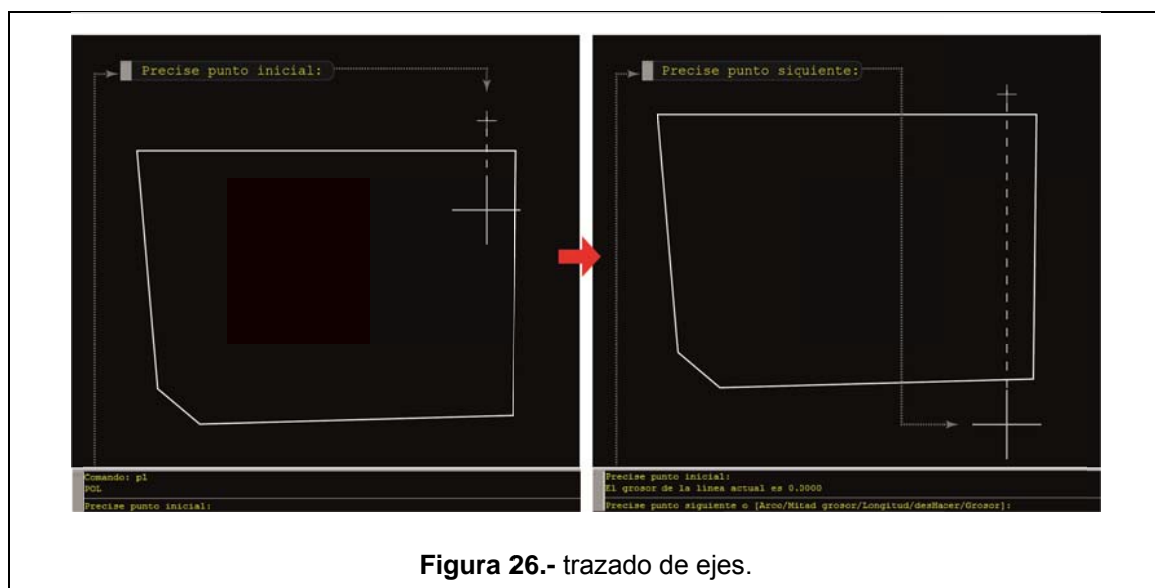 Precise punto inicial:
Precise punto siquiente:
Comando: pl
POL
Precise punto inicial:
Precise punto inicial:
El grosor de la línea actual es 0.0000
Precise punto siguiente o [Arco/Mitad grosor/Longitud/desHacer/Grosor]:
Figura 26.- trazado de ejes.